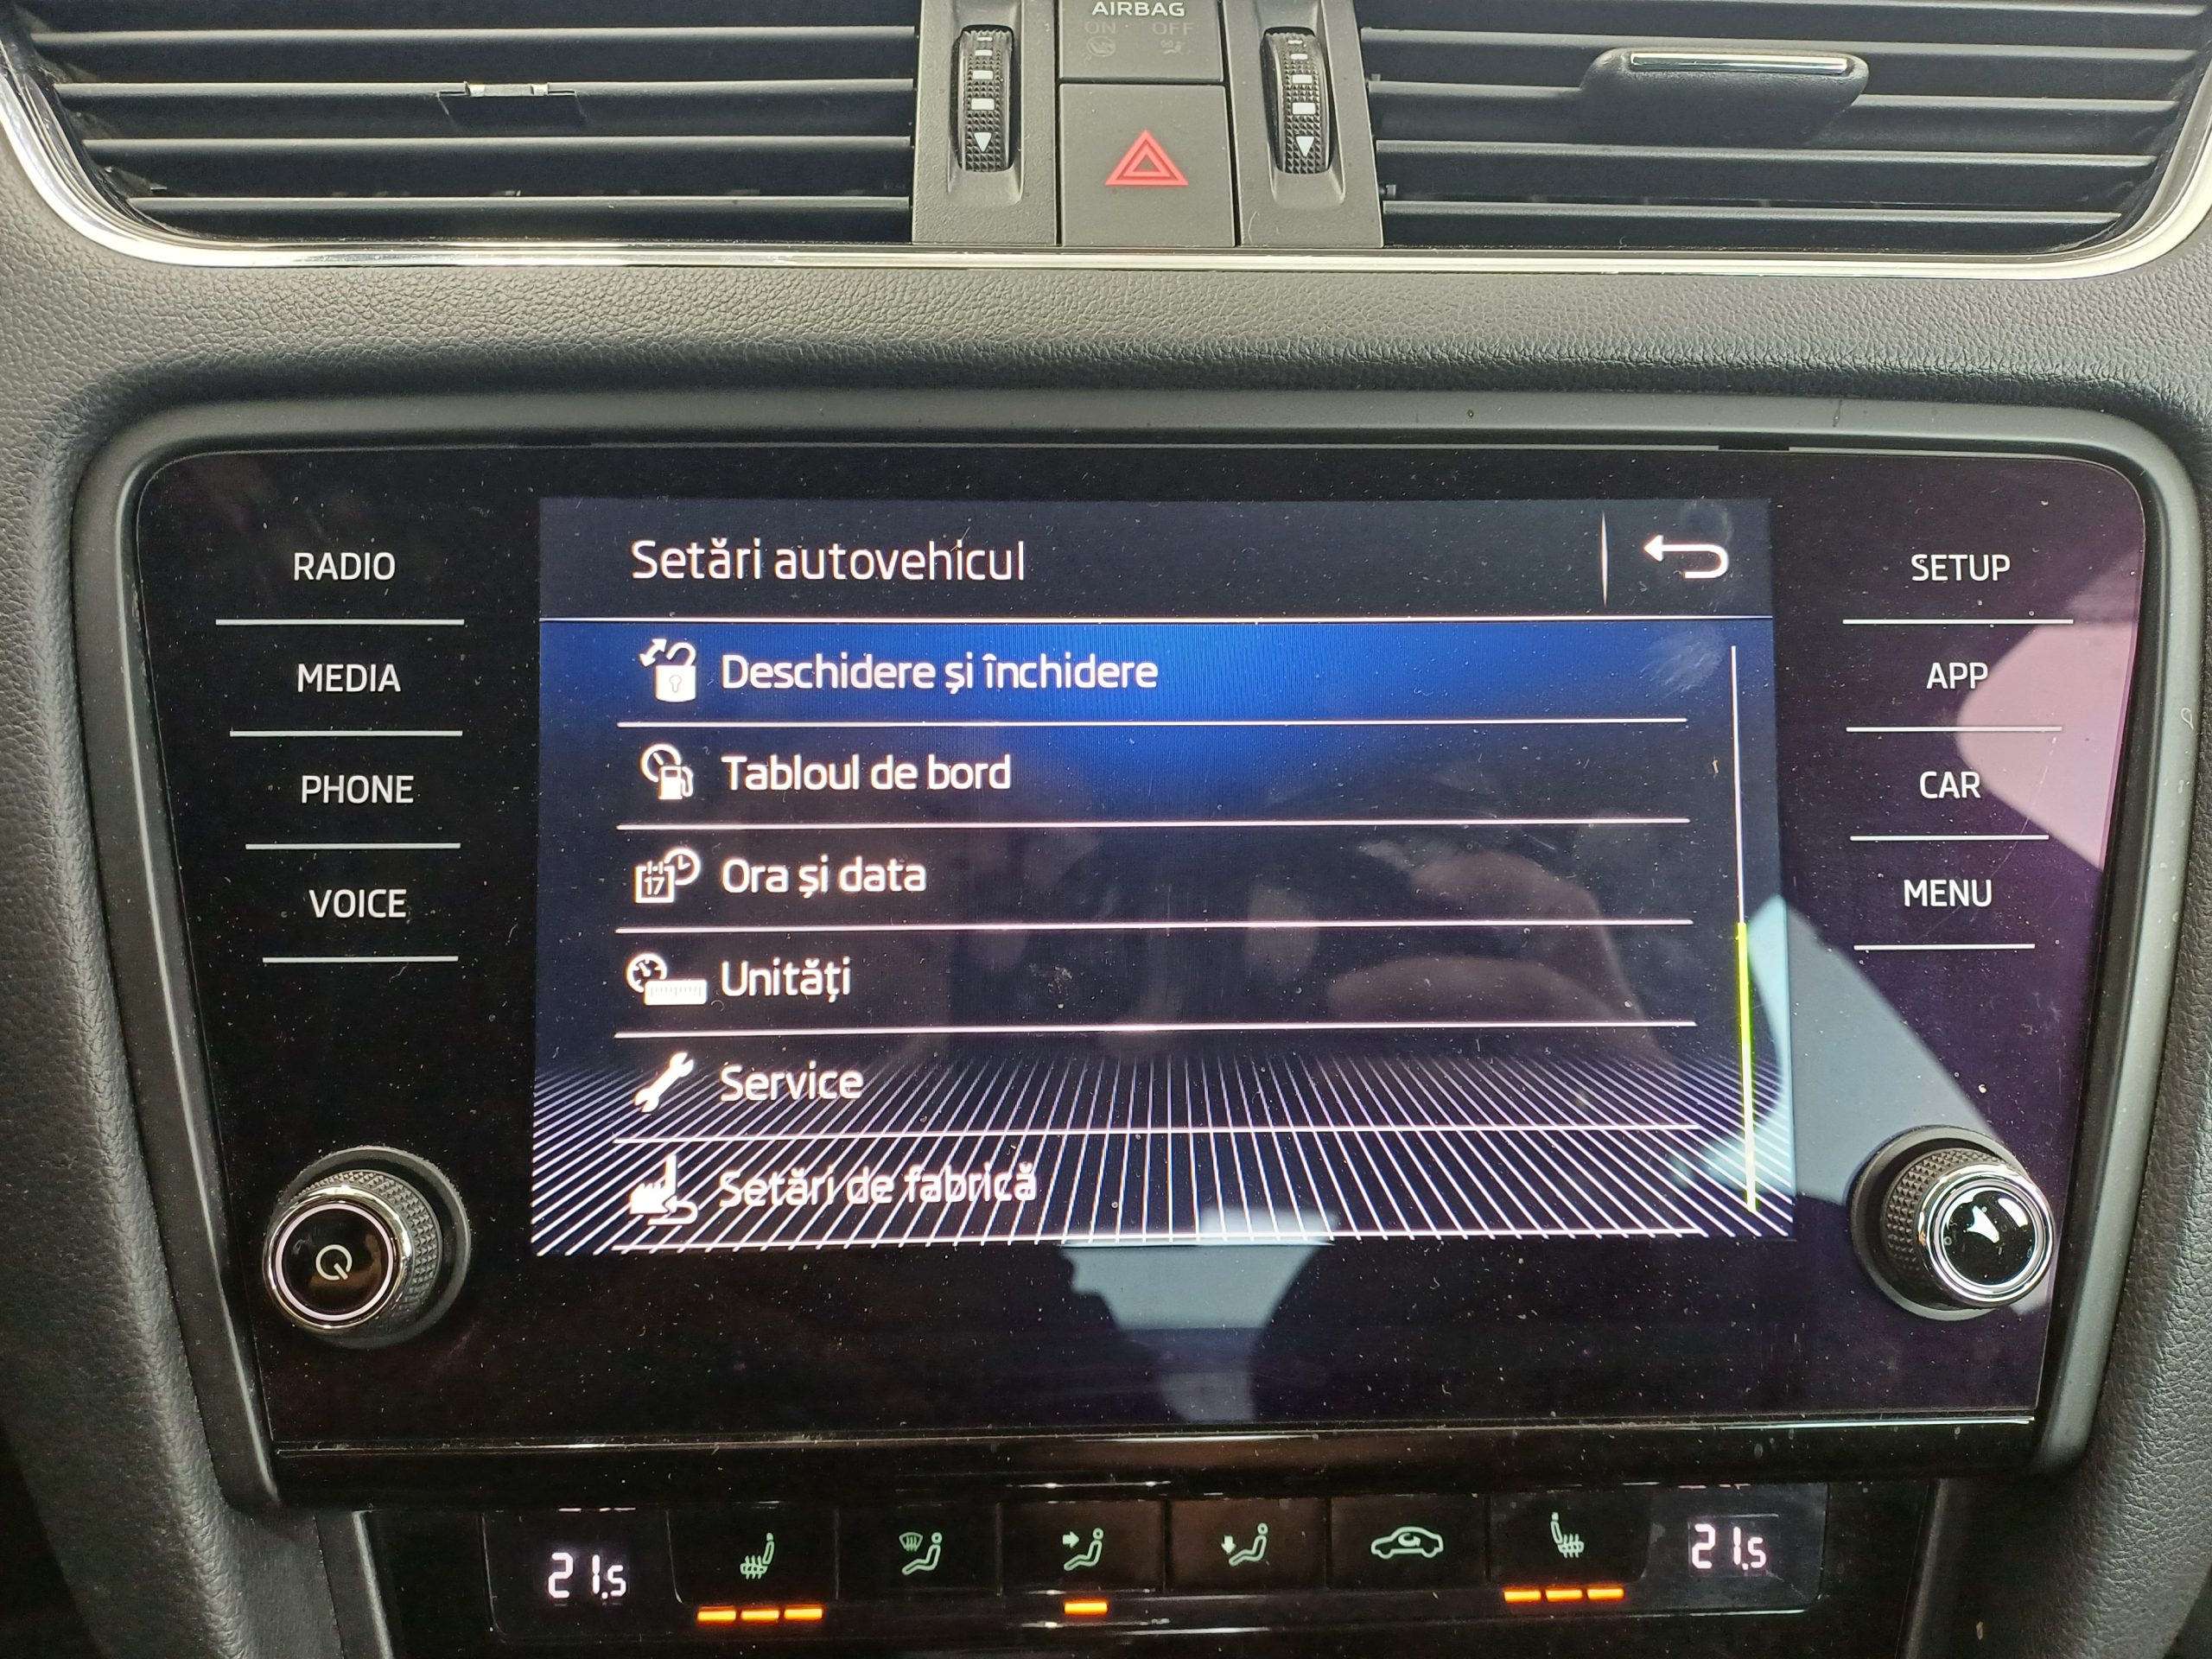 AIRBAG
ON OFF
RADIO
MEDIA
PHONE
VOICE
Setări autovehicul
Deschidere și închidere
Tabloul de bord
17
Ora și data
Unități
Service
Setări de fabrică
SETUP
APP
CAR
MENU
21.5
21.5